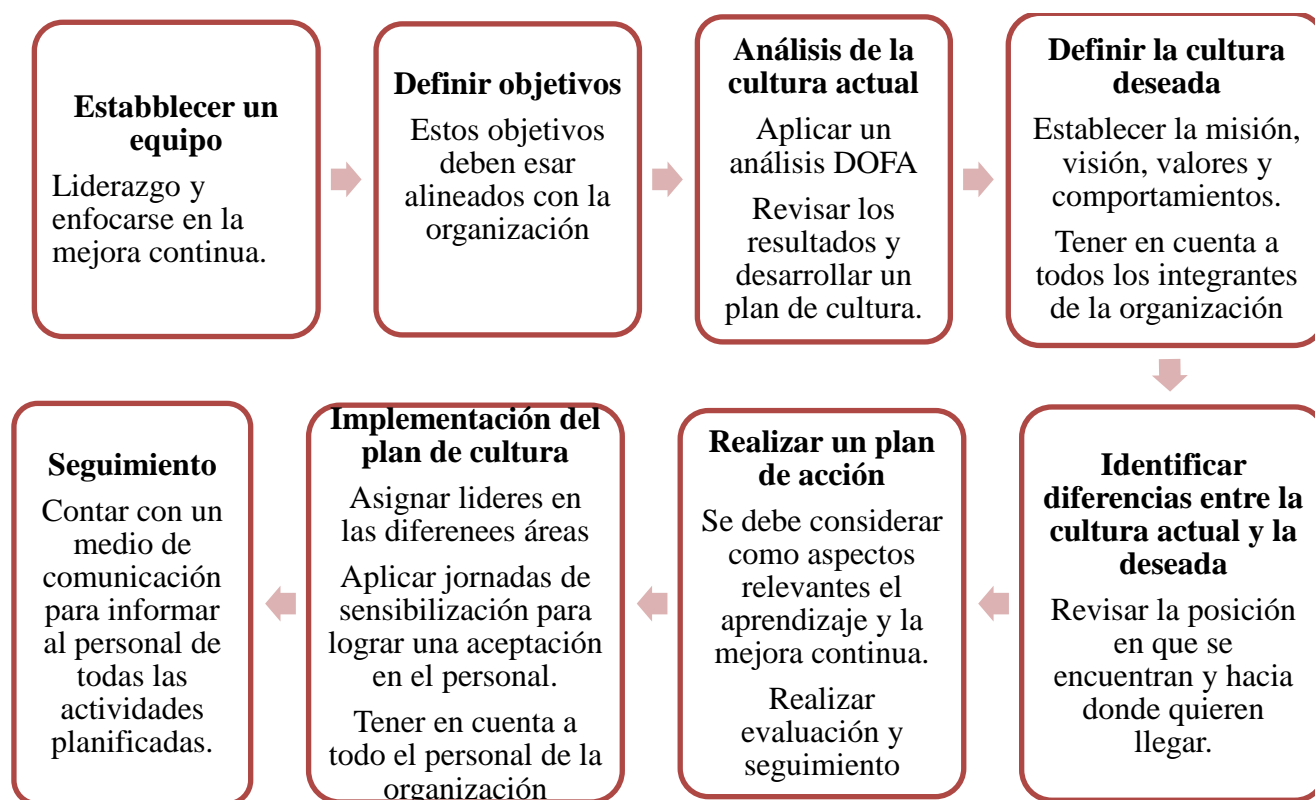 Establecer un
equipo
Liderazgo y
enfocarse en la
mejora continua.
Definir objetivos
Estos objetivos
deben esar
alineados con la
organización
Análisis de la
cultura actual
Aplicar un
análisis DOFA
Revisar los
resultados y
desarrollar un
plan de cultura.
Definir la cultura
deseada
Establecer la misión,
visión, valores y
comportamientos.
Tener en cuenta a
todos los integrantes
de la organización
Identificar
diferencias entre la
cultura actual y la
deseada
Revisar la posición
en que se
encuentran y hacia
donde quieren
llegar.
Realizar un plan
de acción
Se debe considerar
como aspectos
relevantes el
aprendizaje y la
mejora continua.
Realizar
evaluación y
seguimiento
Implementación del
plan de cultura
Asignar lideres en
las diferenees áreas
Aplicar jornadas de
sensibilización para
lograr una aceptación
en el personal.
Tener en cuenta a
todo el personal de la
organización
Seguimiento
Contar con un
medio de
comunicación
para informar
al personal de
todas las
actividades
planificadas.